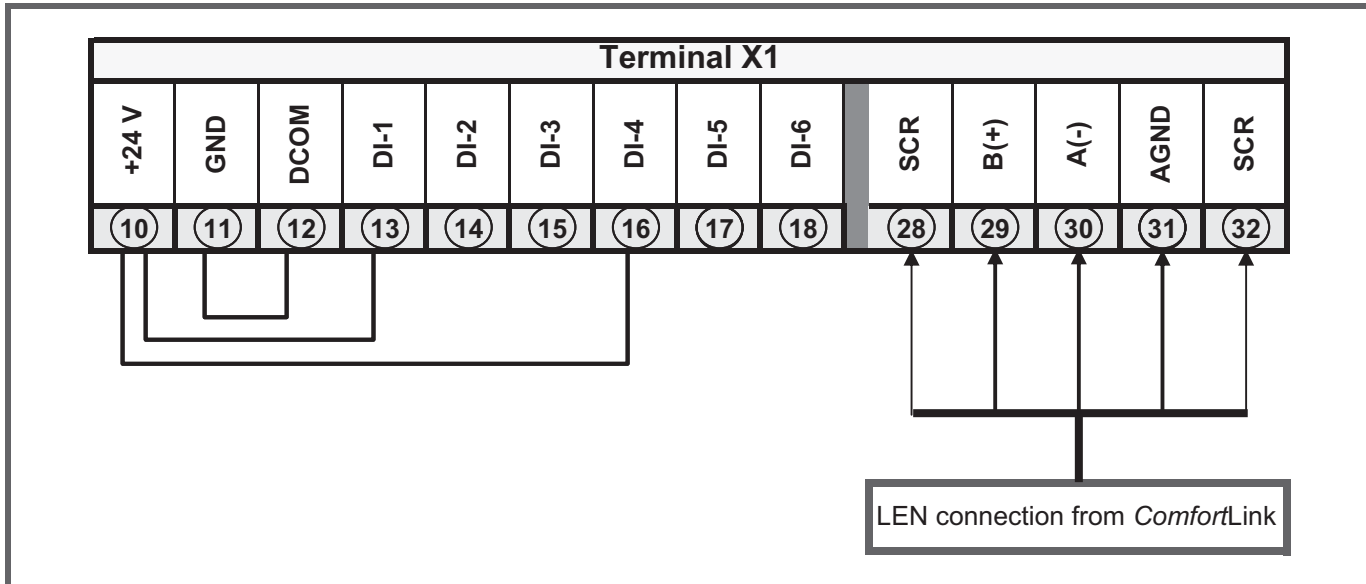 Terminal X1
+24 V GND DCOM DI-1 DI-2 DI-3 DI-4 DI-5 DI-6 SCR B(+) A(-) AGND SCR
10 11 12 13 14 15 16 17 18 28 29 30 31 32
LEN connection from ComfortLink